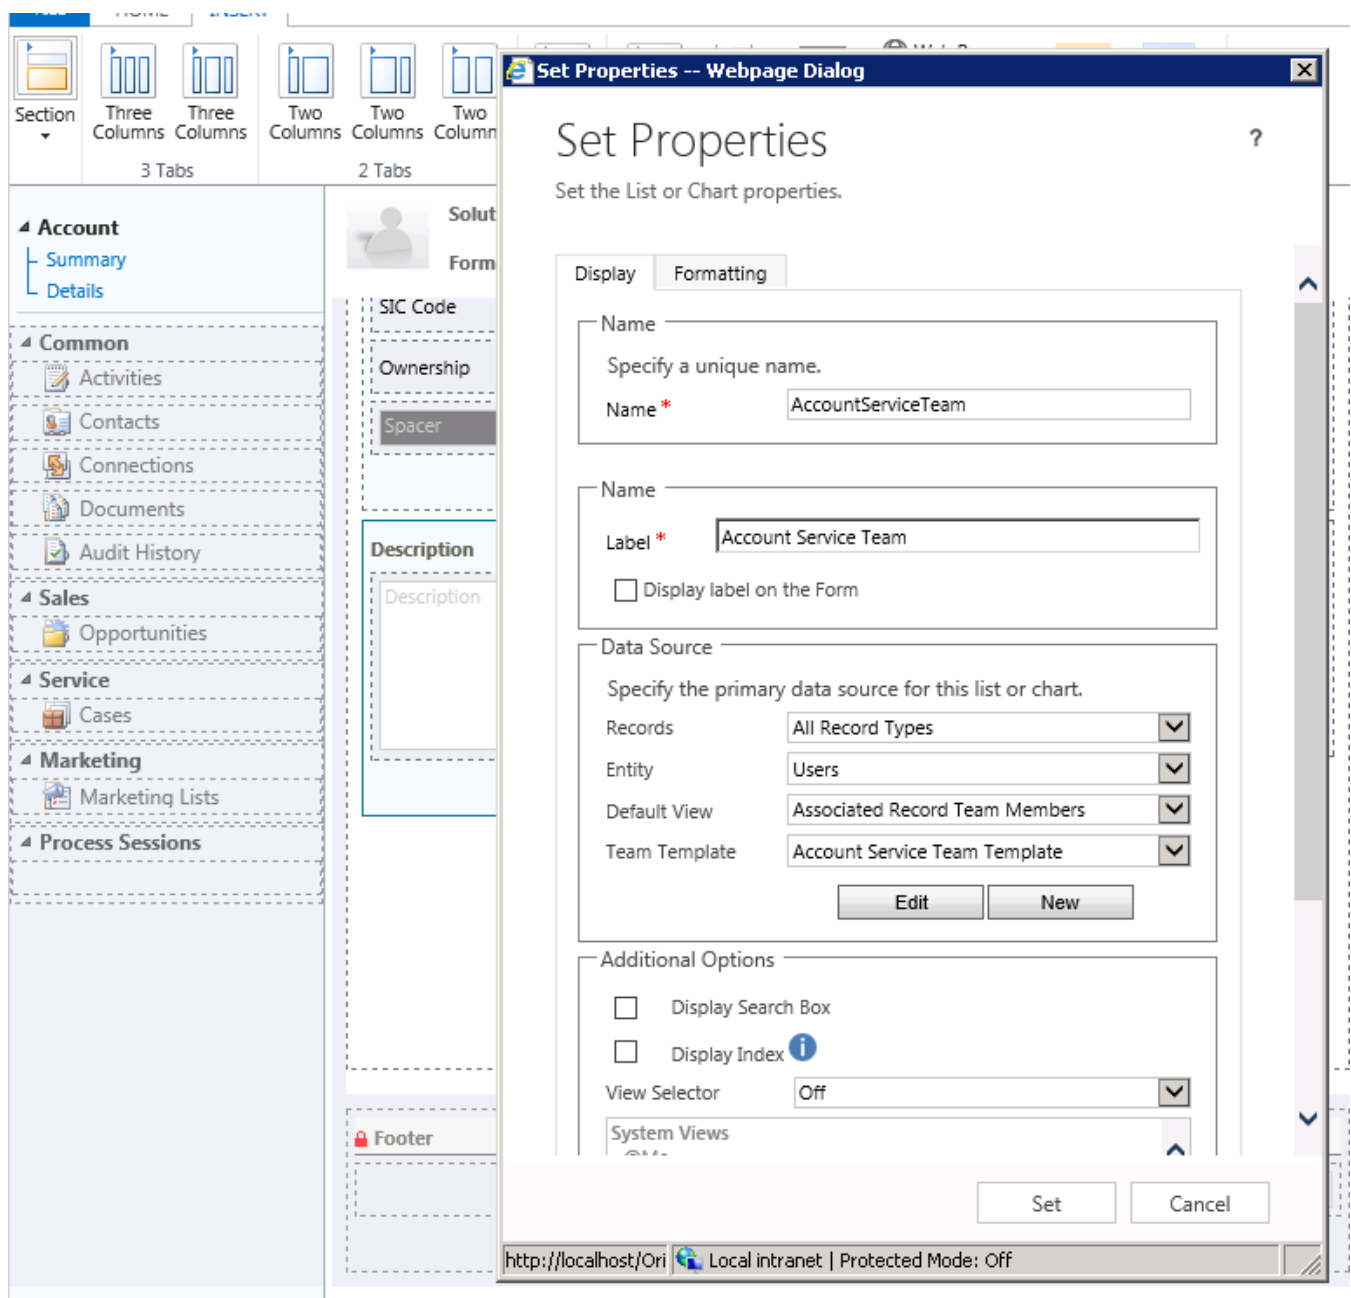 HOME INSERT
Section
Three Columns
Three Columns
3 Tabs
Two Columns
Two Columns
Two
2 Tabs
Account
Summary
Details
Common
Activities
Contacts
Connections
Documents
Audit History
Sales
Opportunities
Service
Cases
Marketing
Marketing Lists
Process Sessions
Solut
Form
SIC Code
Ownership
Spacer
Description
Description
Footer
Set Properties -- Webpage Dialog
Set Properties
?
Set the List or Chart properties.
Display Formatting
Name
Specify a unique name.
Name * AccountServiceTeam
Name
Label * Account Service Team
Display label on the Form
Data Source
Specify the primary data source for this list or chart.
Records All Record Types
Entity Users
Default View Associated Record Team Members
Team Template Account Service Team Template
Edit New
Additional Options
Display Search Box
Display Index i
View Selector Off
System Views
Set Cancel
http://localhost/Ori Local intranet | Protected Mode: Off